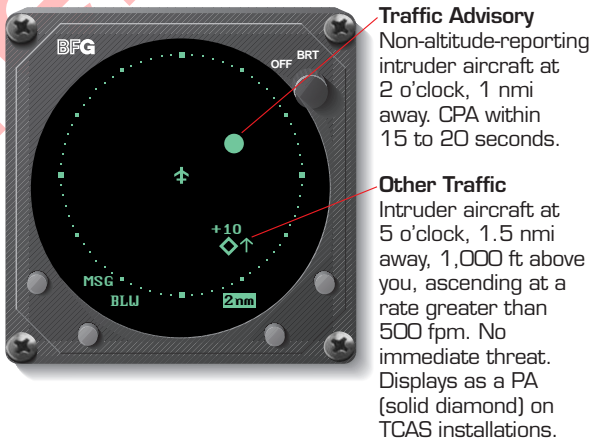 BFG
OFF
BRT
+10
MSG
BLW
2nm
Traffic Advisory
Non-altitude-reporting
intruder aircraft at
2 o'clock, 1 nmi
away. CPA within
15 to 20 seconds.
Other Traffic
Intruder aircraft at
5 o'clock, 1.5 nmi
away, 1,000 ft above
you, ascending at a
rate greater than
500 fpm. No
immediate threat.
Displays as a PA
(solid diamond) on
TCAS installations.